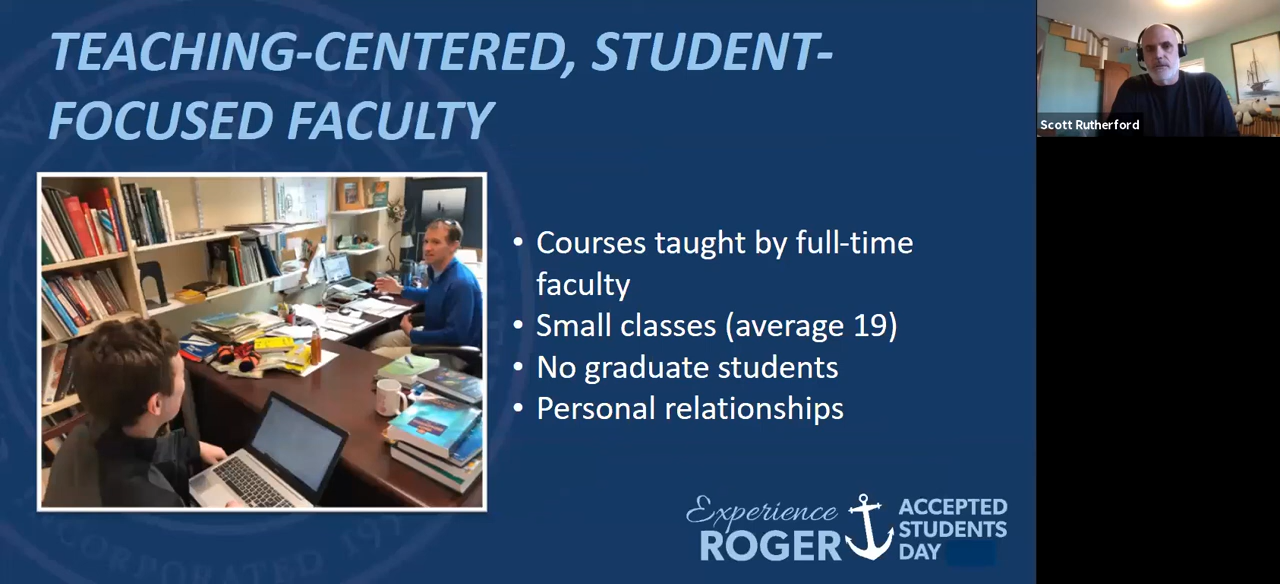 TEACHING-CENTERED, STUDENT-
FOCUSED FACULTY
Scott Rutherford
• Courses taught by full-time
faculty
• Small classes (average 19)
• No graduate students
• Personal relationships
Experience
ROGER
ACCEPTED
STUDENTS
DAY